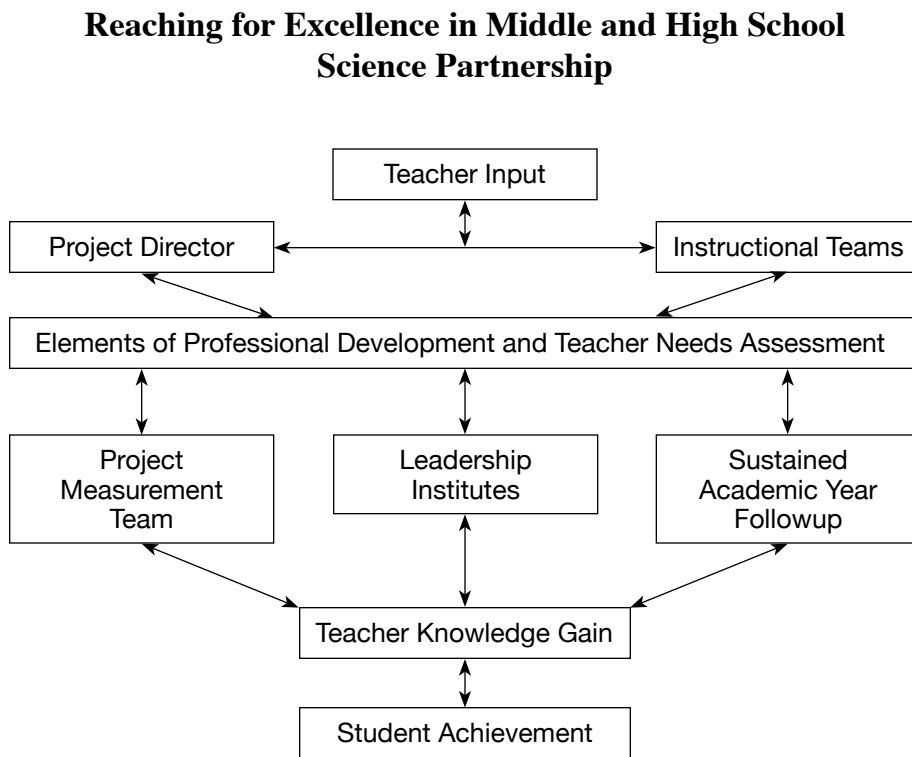 Reaching for Excellence in Middle and High School
Science Partnership
Teacher Input
Project Director
Instructional Teams
Elements of Professional Development and Teacher Needs Assessment
Project
Measurement
Team
Leadership
Institutes
Sustained
Academic Year
Followup
Teacher Knowledge Gain
Student Achievement